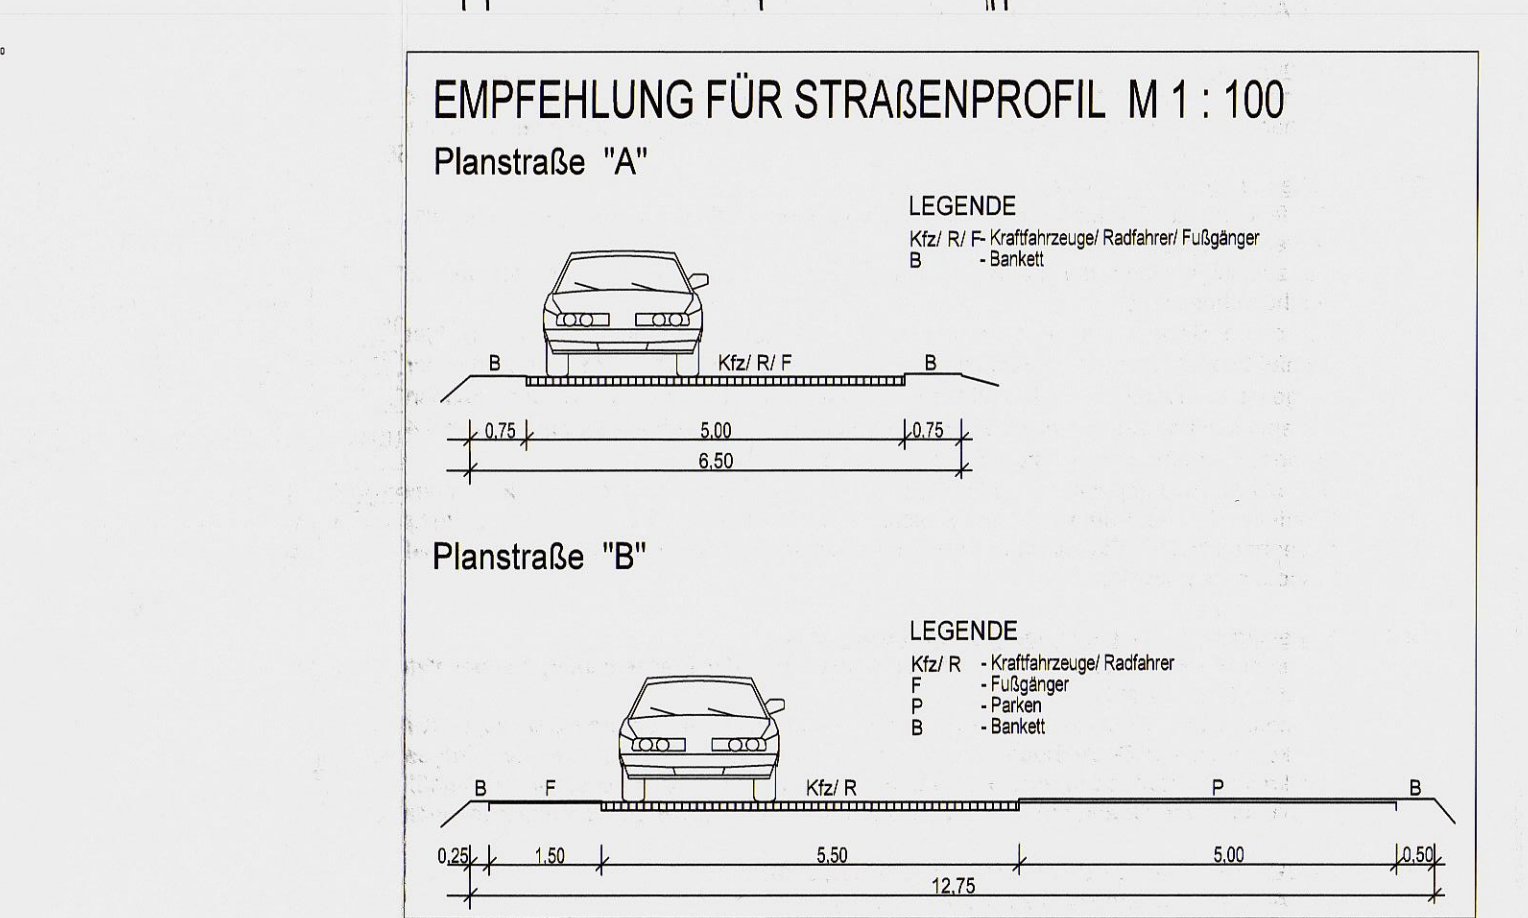 EMPFEHLUNG FÜR STRAßENPROFIL M 1 : 100
Planstraße "A"
LEGENDE
Kfz/ R/ F- Kraftfahrzeuge/ Radfahrer/ Fußgänger
B - Bankett
B Kfz/ R/ F B
0,75 5,00 0,75
6,50
Planstraße "B"
LEGENDE
Kfz/ R - Kraftfahrzeuge/ Radfahrer
F - Fußgänger
P - Parken
B - Bankett
B F Kfz/ R P B
0,25 1,50 5,50 5,00 0,50
12,75